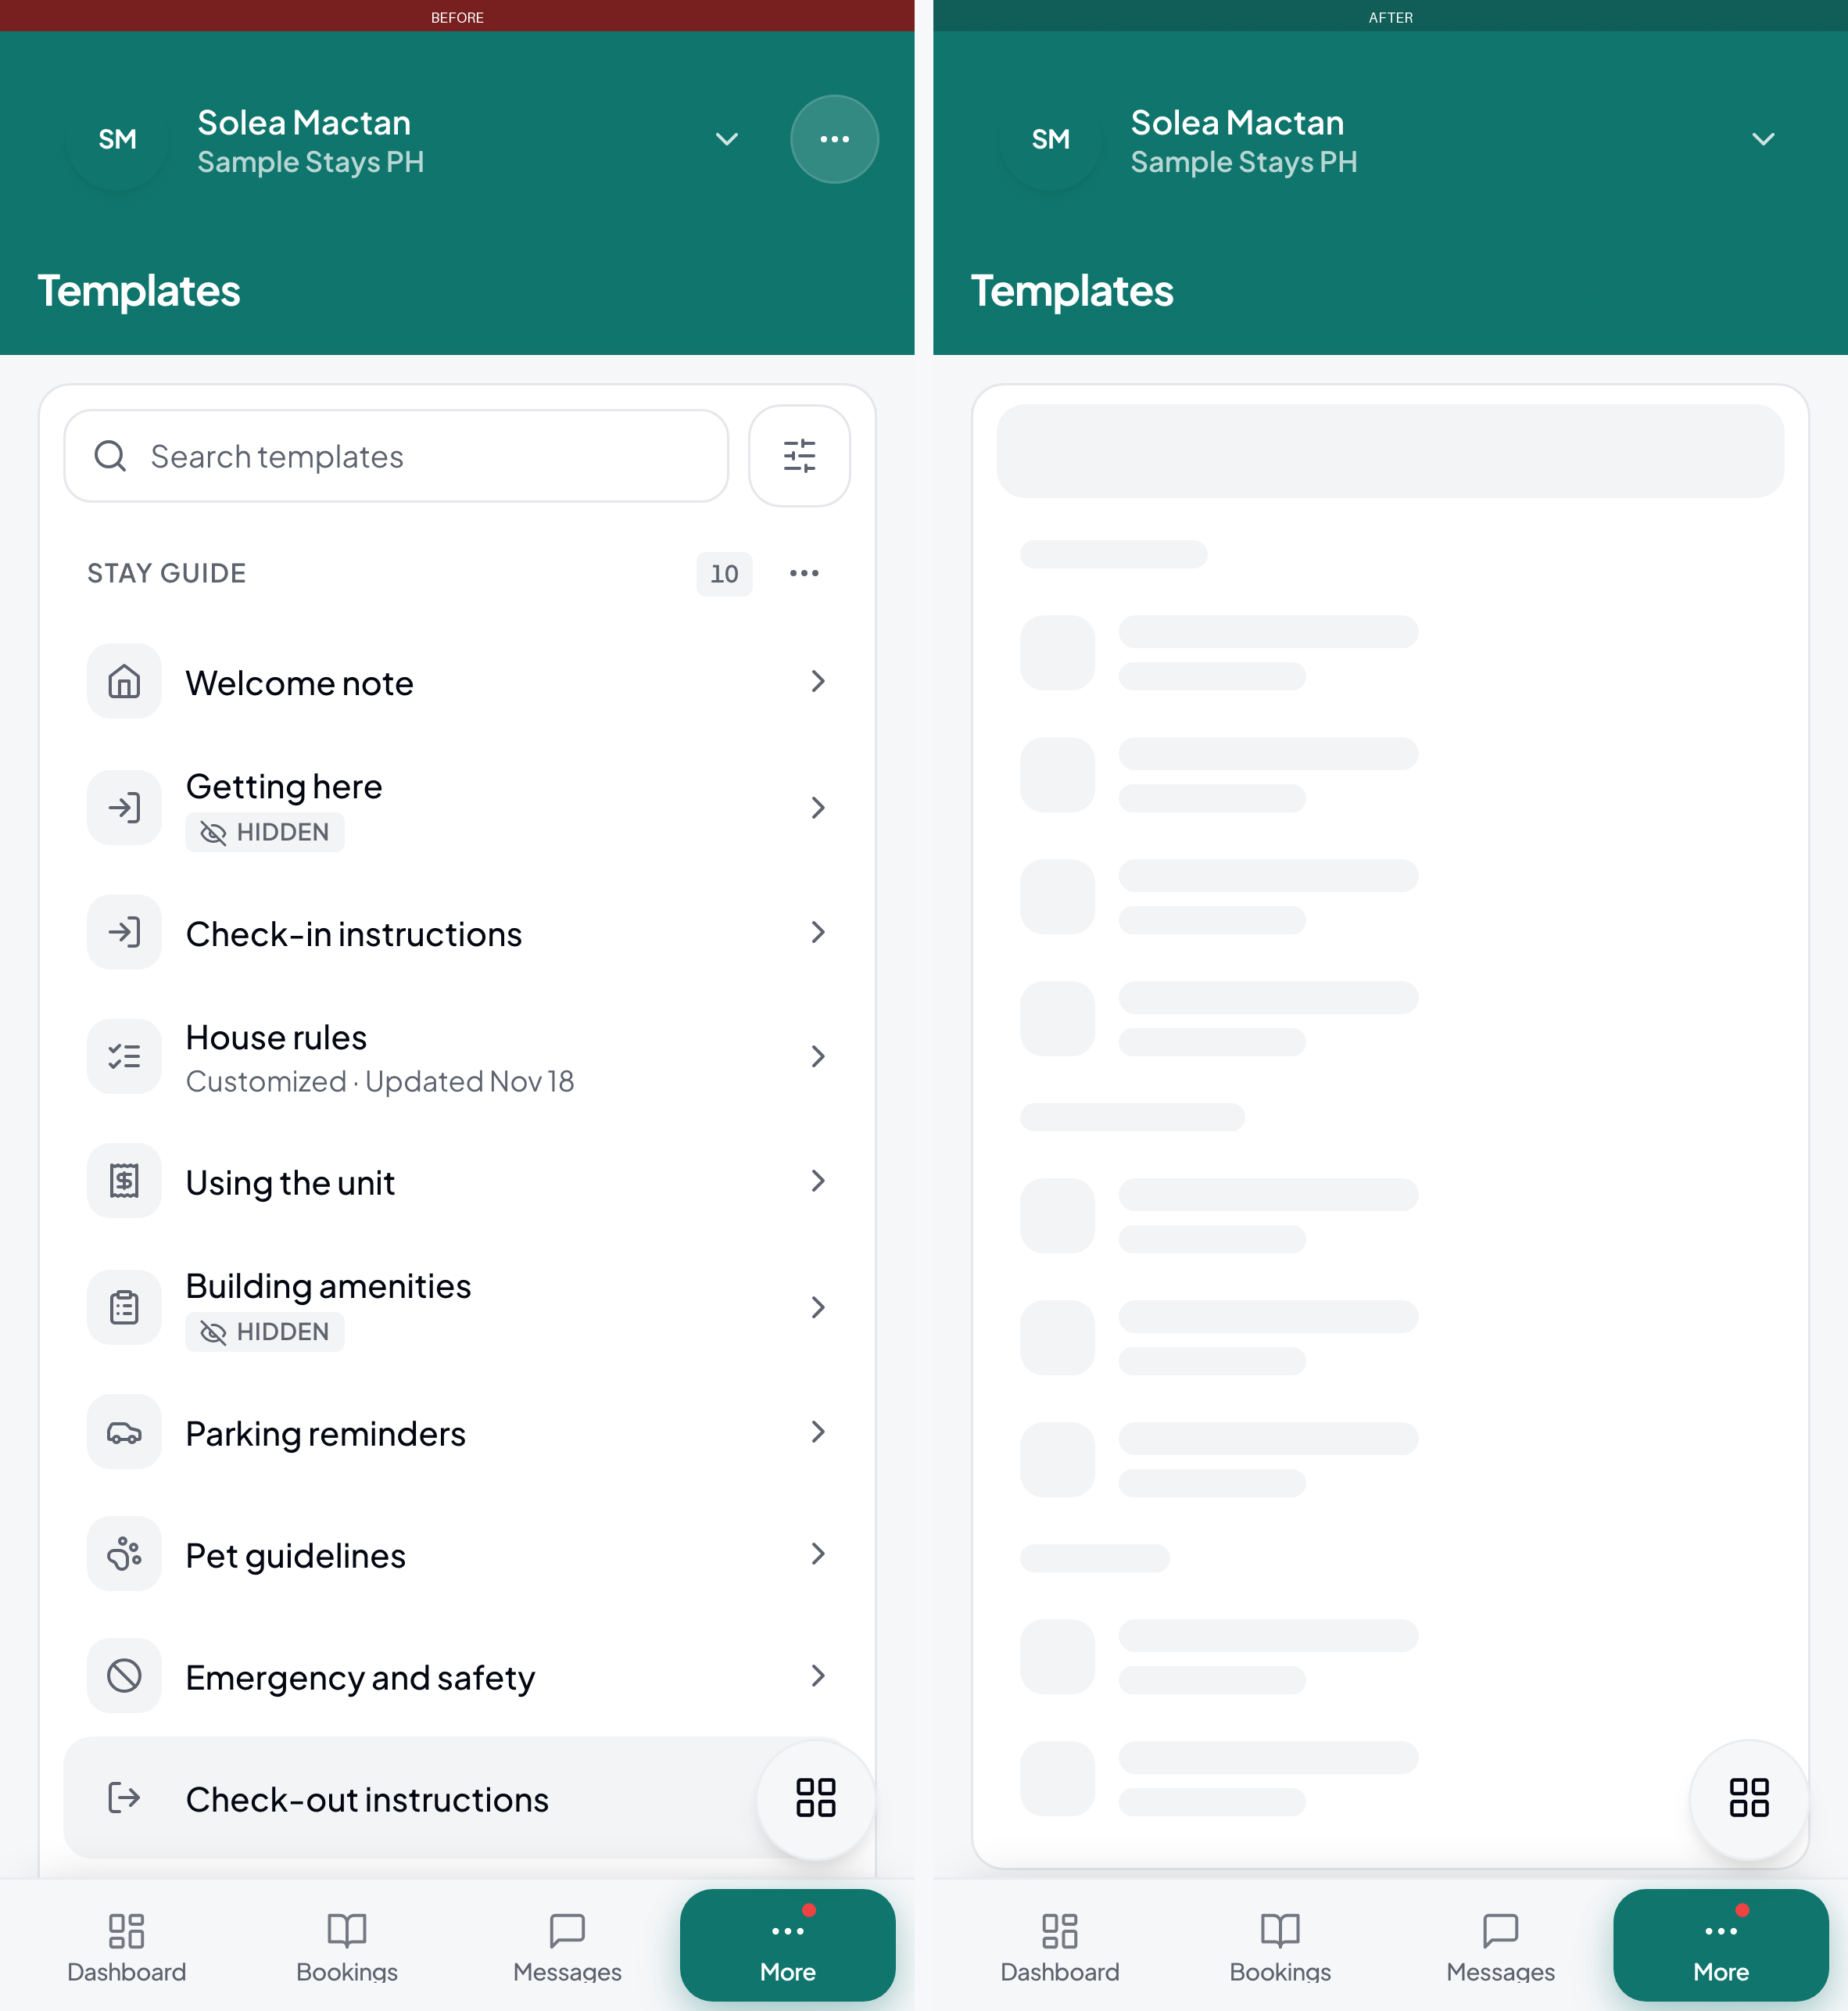 BEFORE
SM
Solea Mactan
Sample Stays PH
Templates
Search templates
STAY GUIDE
10
Welcome note
Getting here
HIDDEN
Check-in instructions
House rules
Customized · Updated Nov 18
Using the unit
Building amenities
HIDDEN
Parking reminders
Pet guidelines
Emergency and safety
Check-out instructions
Dashboard
Bookings
Messages
More
AFTER
SM
Solea Mactan
Sample Stays PH
Templates
Dashboard
Bookings
Messages
More